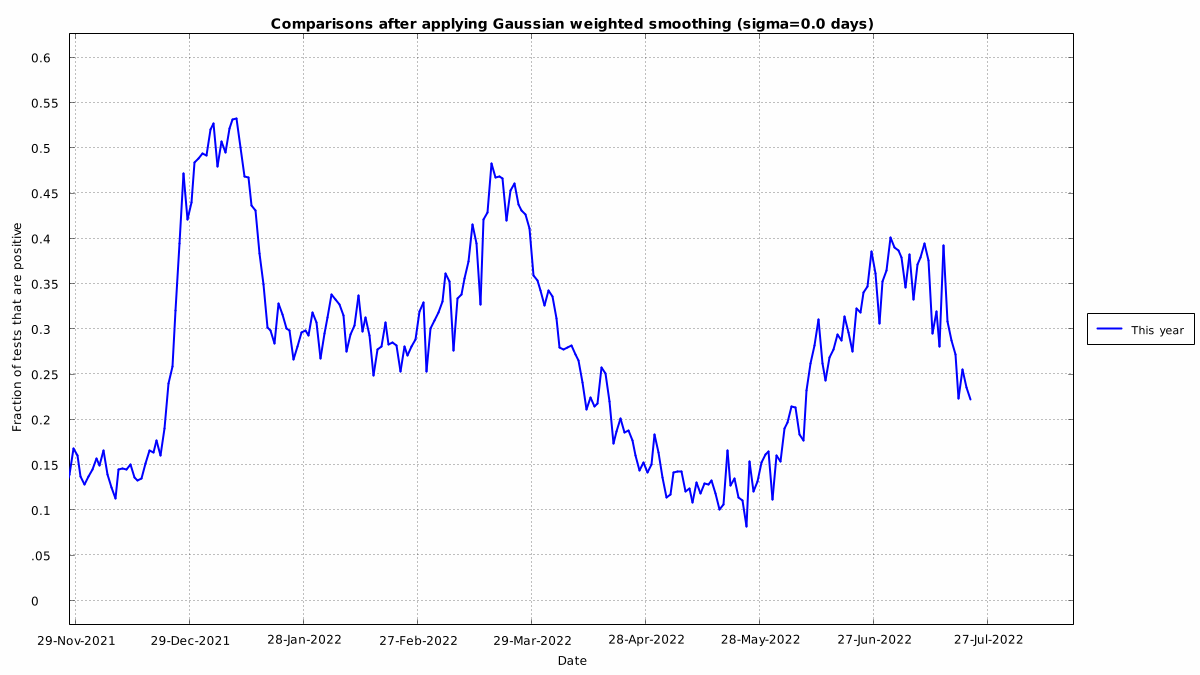 Comparisons after applying Gaussian weighted smoothing (sigma=0.0 days)
0.6
0.55
0.5
0.45
0.4
0.35
0.3
0.25
0.2
0.15
0.1
.05
0
Fraction of tests that are positive
29-Nov-2021 29-Dec-2021 28-Jan-2022 27-Feb-2022 29-Mar-2022 28-Apr-2022 28-May-2022 27-Jun-2022 27-Jul-2022
Date
This year